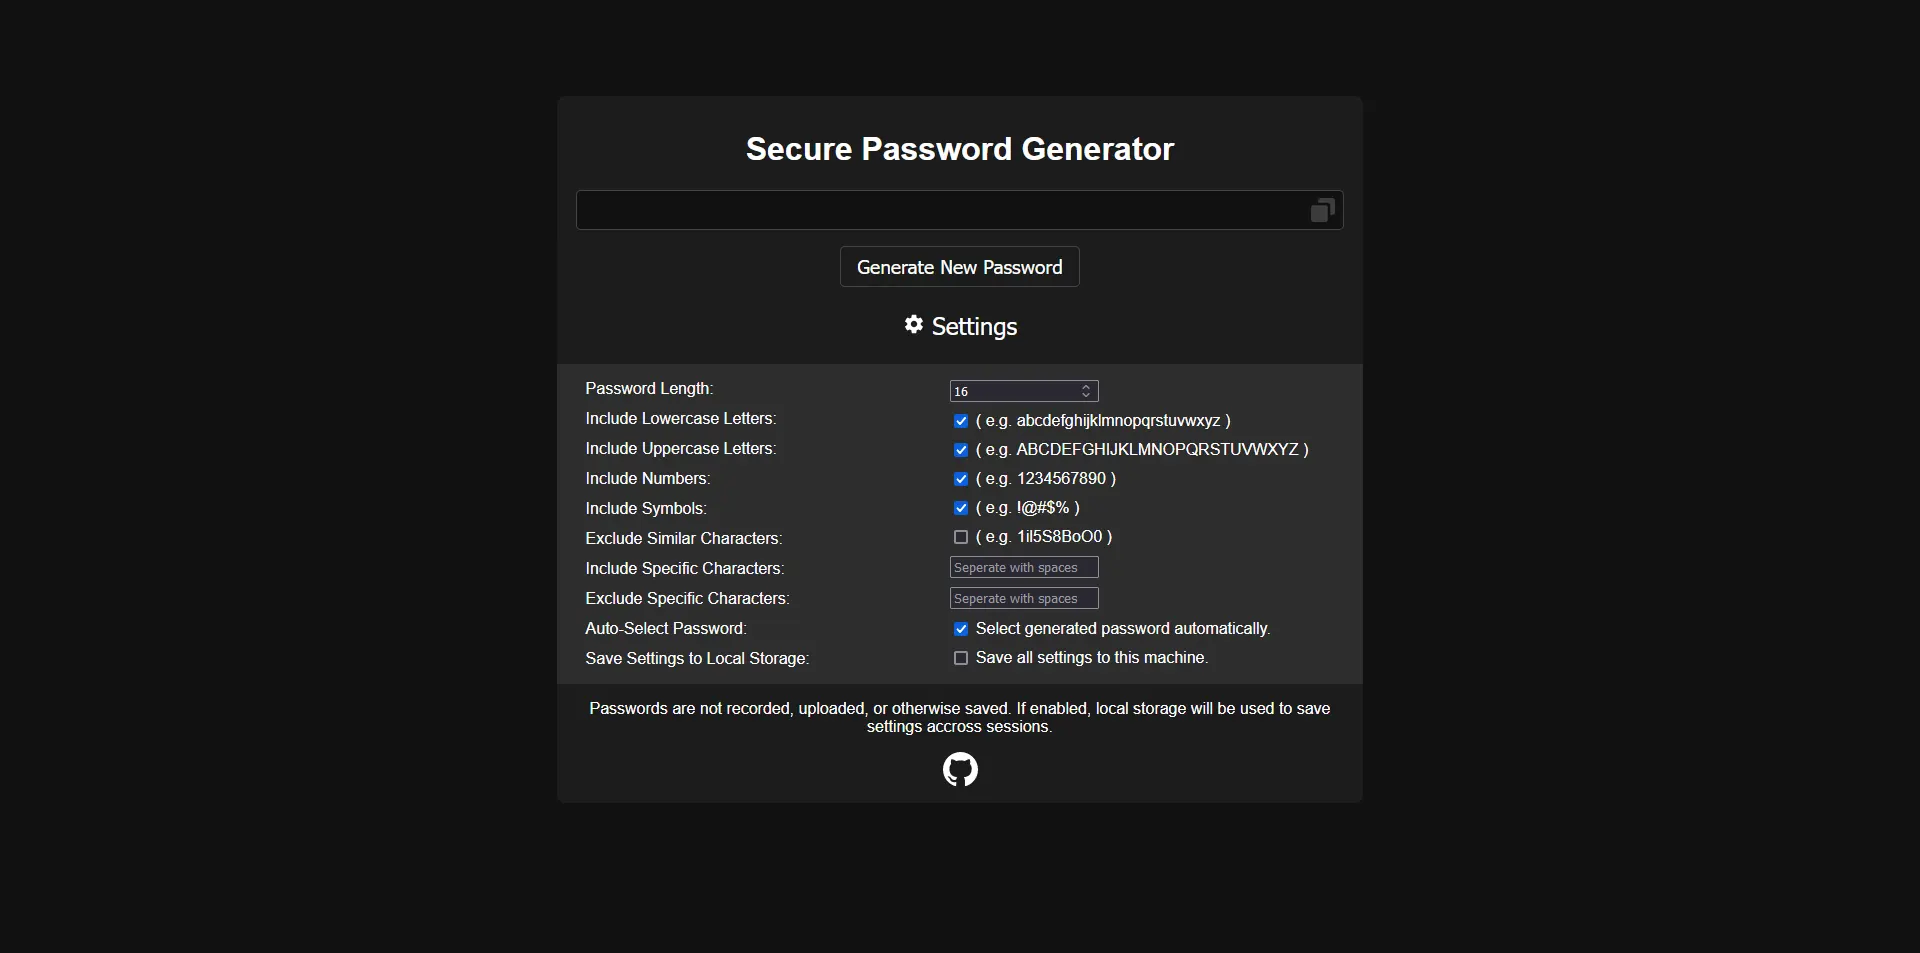 Secure Password Generator
Generate New Password
Settings
Password Length: 16
Include Lowercase Letters: ( e.g. abcdefghijklmnopqrstuvwxyz )
Include Uppercase Letters: ( e.g. ABCDEFGHIJKLMNOPQRSTUVWXYZ )
Include Numbers: ( e.g. 1234567890 )
Include Symbols: ( e.g. !@#$% )
Exclude Similar Characters: ( e.g. 1il5S8BoO0 )
Include Specific Characters: Seperate with spaces
Exclude Specific Characters: Seperate with spaces
Auto-Select Password: Select generated password automatically.
Save Settings to Local Storage: Save all settings to this machine.
Passwords are not recorded, uploaded, or otherwise saved. If enabled, local storage will be used to save
settings accross sessions.